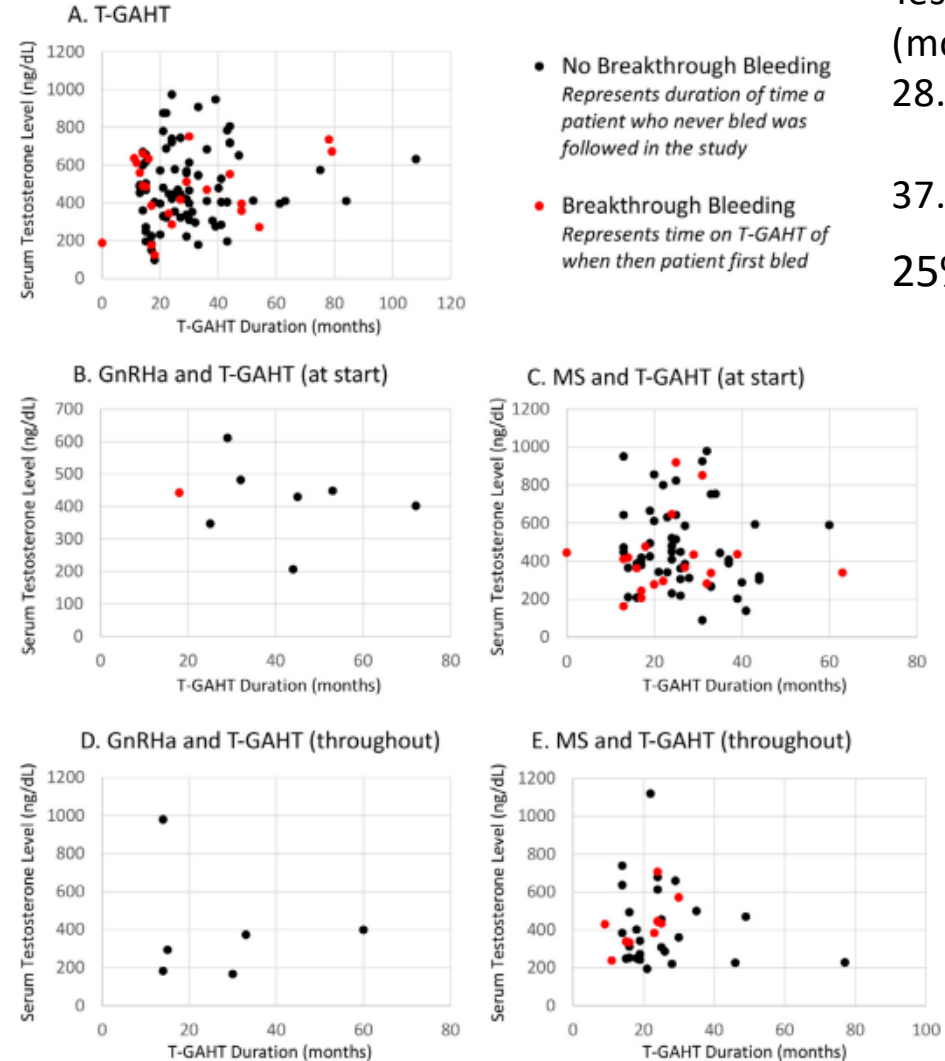 A. T-GAHT
Serum Testosterone Level (ng/dL)
1200
1000
800
600
400
200
0
0 20 40 60 80 100 120
T-GAHT Duration (months)
No Breakthrough Bleeding
Represents duration of time a
patient who never bled was
followed in the study
Breakthrough Bleeding
Represents time on T-GAHT of
when then patient first bled
(mo
28.
37.
259
B. GnRHa and T-GAHT (at start)
Serum Testosterone Level (ng/dL)
700
600
500
400
300
200
100
0
0 20 40 60 80
T-GAHT Duration (months)
C. MS and T-GAHT (at start)
Serum Testosterone Level (ng/dL)
1200
1000
800
600
400
200
0
0 20 40 60 80
T-GAHT Duration (months)
D. GnRHa and T-GAHT (throughout)
Serum Testosterone Level (ng/dL)
1200
1000
800
600
400
200
0
0 20 40 60 80
T-GAHT Duration (months)
E. MS and T-GAHT (throughout)
Serum Testosterone Level (ng/dL)
1200
1000
800
600
400
200
0
0 20 40 60 80 100
T-GAHT Duration (months)